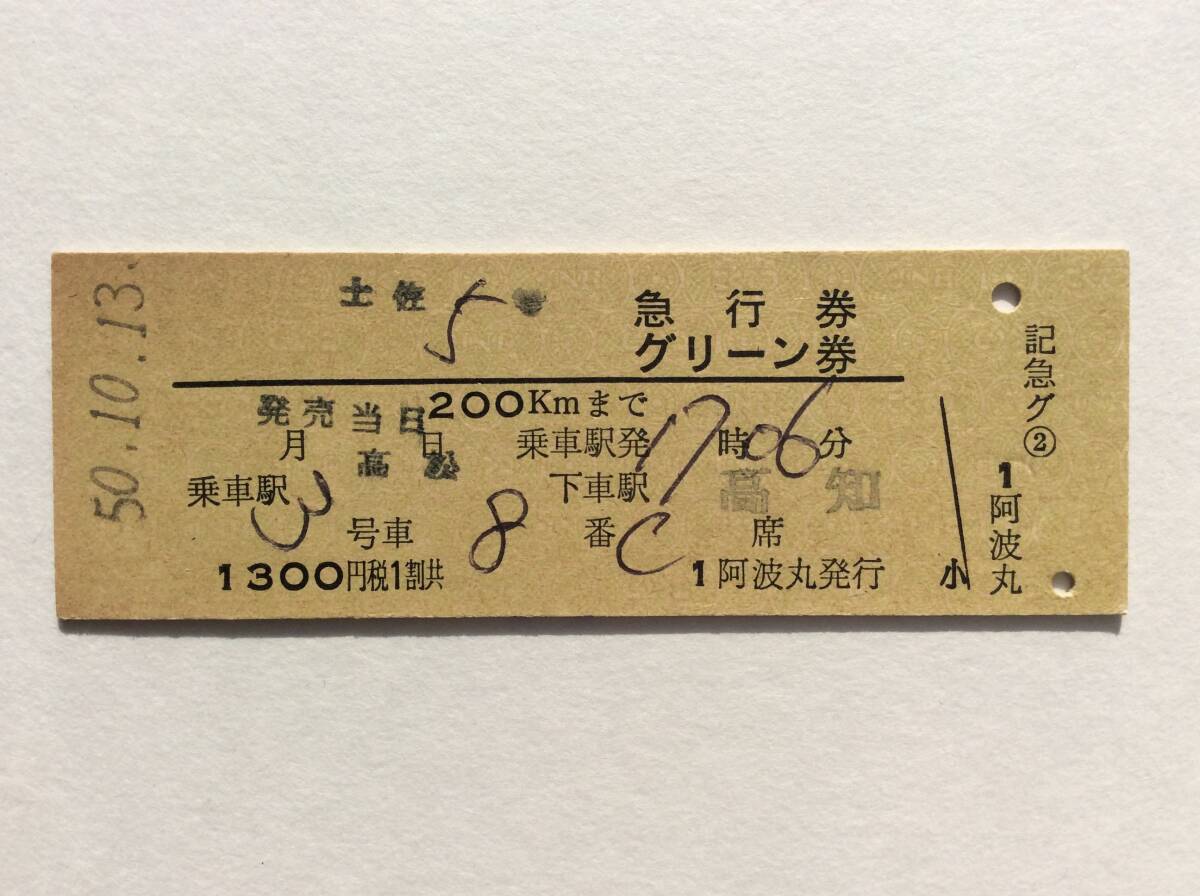 50.10.13.
土佐 5号
急行券
グリーン券
200Kmまで
発売当日
月 日 乗車駅発 17時06分
乗車駅 高松 下車駅 高知
3号車 8番 C席
1300円税1割共 1阿波丸発行
小
記急グ②
1阿波丸